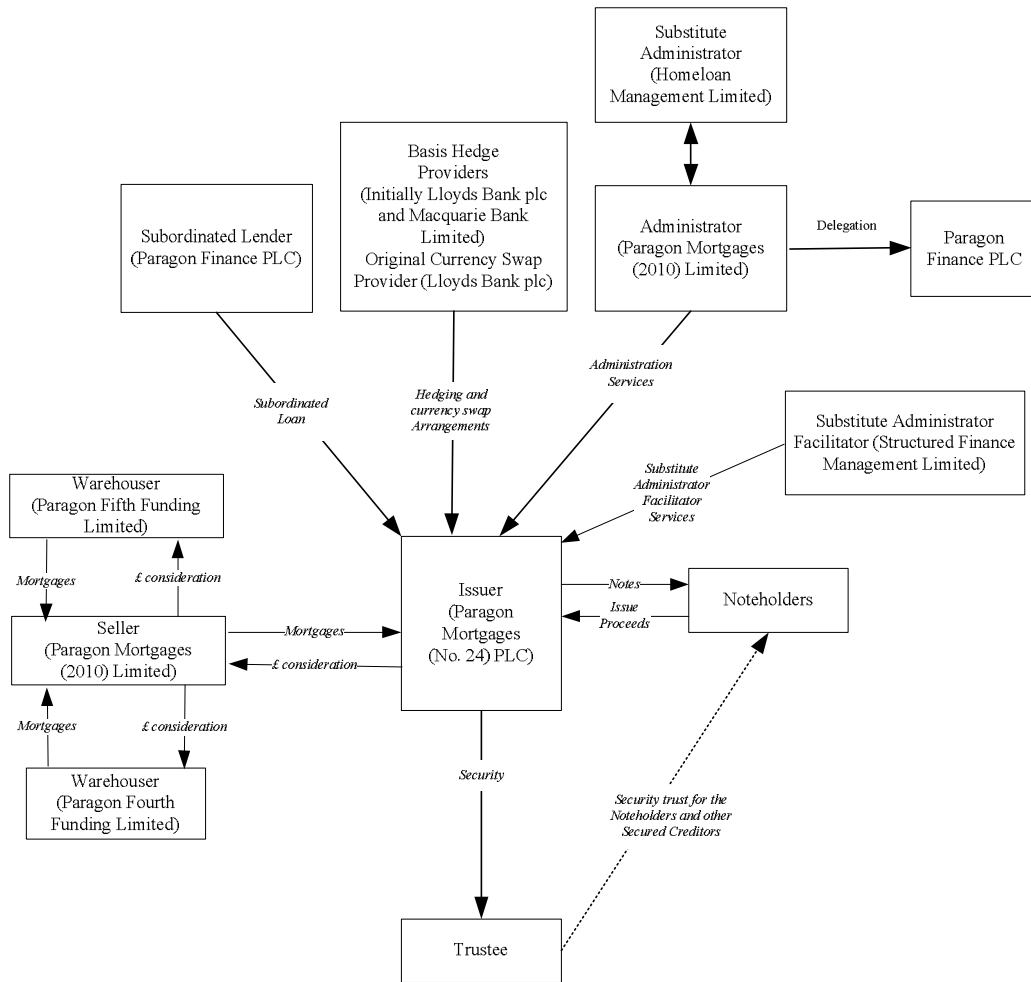 Substitute
Administrator
(Homeloan
Management Limited)
Basis Hedge
Providers
(Initially Lloyds Bank plc
and Macquarie Bank
Limited)
Original Currency Swap
Provider (Lloyds Bank plc)
Subordinated Lender
(Paragon Finance PLC)
Administrator
(Paragon Mortgages
(2010) Limited)
Delegation
Paragon
Finance PLC
Subordinated
Loan
Hedging and
currency swap
Arrangements
Administration
Services
Substitute Administrator
Facilitator (Structured Finance
Management Limited)
Substitute
Administrator
Facilitator
Services
Warehouser
(Paragon Fifth Funding
Limited)
Mortgages
£ consideration
Seller
(Paragon Mortgages
(2010) Limited)
Mortgages
£ consideration
Issuer
(Paragon
Mortgages
(No. 24) PLC)
Notes
Issue
Proceeds
Noteholders
Mortgages
£ consideration
Warehouser
(Paragon Fourth
Funding Limited)
Security
Security trust for the
Noteholders and other
Secured Creditors
Trustee